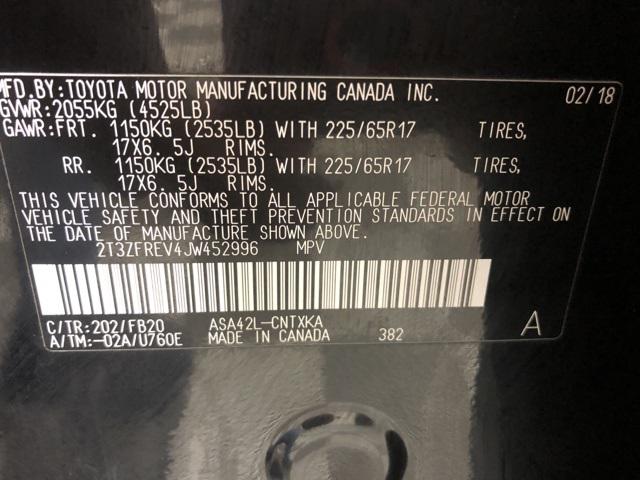 MFD.BY:TOYOTA MOTOR MANUFACTURING CANADA INC. 02/18
GVWR:2055KG (4525LB)
GAWR:FRT. 1150KG (2535LB) WITH 225/65R17 TIRES,
17X6.5J RIMS.
RR. 1150KG (2535LB) WITH 225/65R17 TIRES,
17X6.5J RIMS.
THIS VEHICLE CONFORMS TO ALL APPLICABLE FEDERAL MOTOR
VEHICLE SAFETY AND THEFT PREVENTION STANDARDS IN EFFECT ON
THE DATE OF MANUFACTURE SHOWN ABOVE.
2T3ZFREV4JW452996 MPV
C/TR:202/FB20 ASA42L-CNTXKA
A/TM:-02A/U760E MADE IN CANADA 382 A